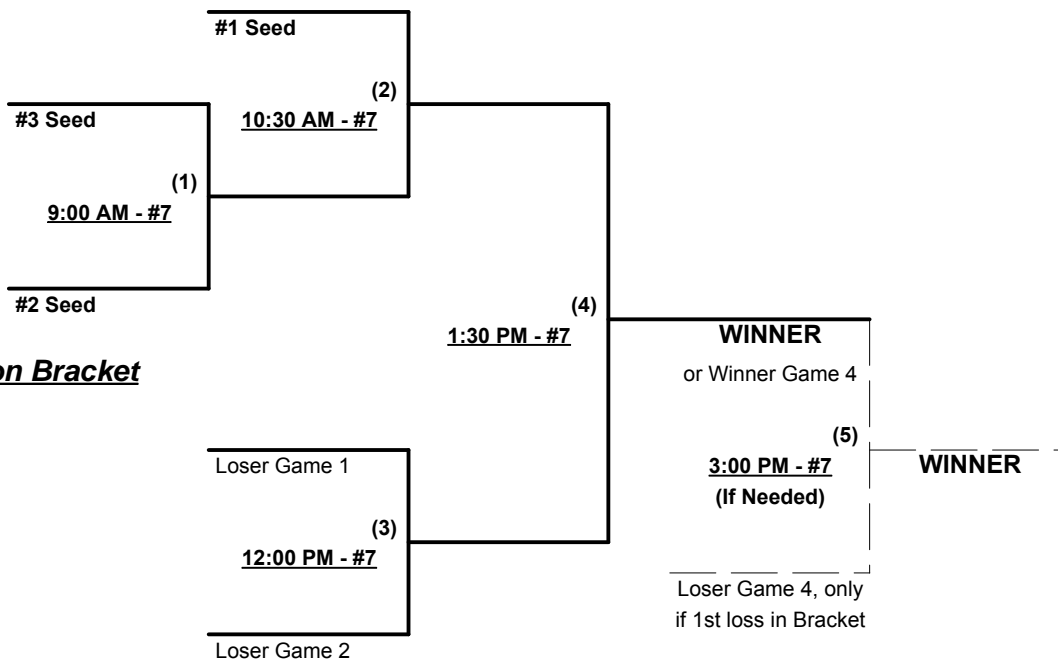 #1 Seed
(2)
10:30 AM - #7
#3 Seed
(1)
9:00 AM - #7
#2 Seed
(4)
1:30 PM - #7
WINNER
or Winner Game 4
on Bracket
(5)
3:00 PM - #7
(If Needed)
WINNER
Loser Game 1
(3)
12:00 PM - #7
Loser Game 4, only
if 1st loss in Bracket
Loser Game 2